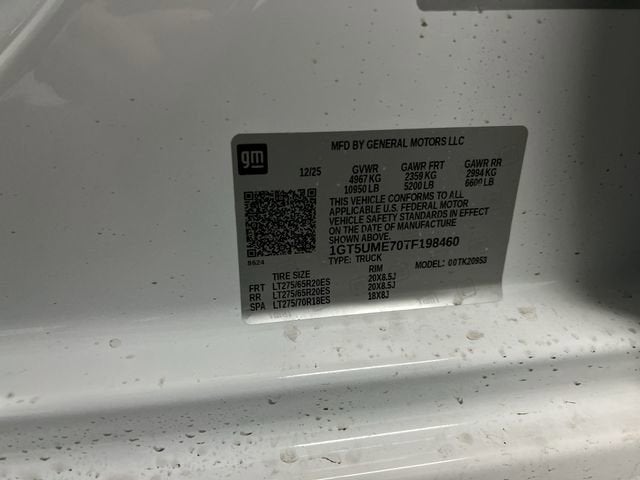 gm
MFD BY GENERAL MOTORS LLC
12/25 GVWR GAWR FRT GAWR RR
4967 KG 2359 KG 2994 KG
10950 LB 5200 LB 6600 LB
THIS VEHICLE CONFORMS TO ALL
APPLICABLE U.S. FEDERAL MOTOR
VEHICLE SAFETY STANDARDS IN EFFECT
ON THE DATE OF MANUFACTURE
SHOWN ABOVE.
1GT5UME70TF198460
8624 TYPE: TRUCK MODEL: 00TK20953
TIRE SIZE RIM
FRT LT275/65R20ES 20X8.5J
RR LT275/65R20ES 20X8.5J
SPA LT275/70R18ES 18X8J